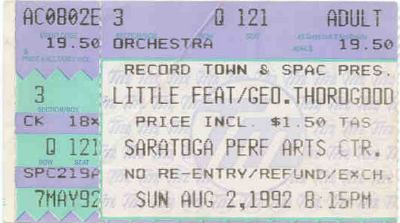 AC0802E 3 Q 121 ADULT
19.50 ORCHESTRA 19.50
RECORD TOWN & SPAC PRES.
3 LITTLE FEAT/GEO.THOROGOOD
CK 18X PRICE INCL. $1.50 TAS
Q 121 SARATOGA PERF ARTS CTR.
SPC219A NO RE-ENTRY/REFUND/EXCH.
7MAY92 SUN AUG 2,1992 8:15PM